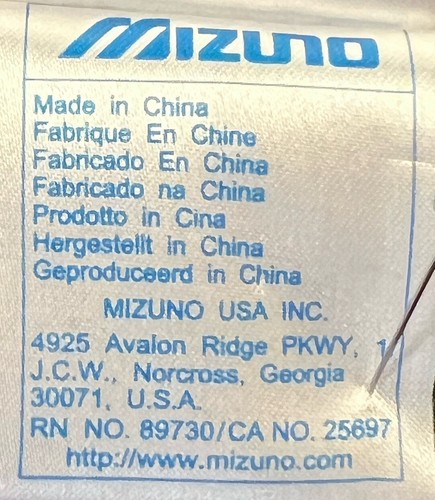 MIZUNO
Made in China
Fabrique En Chine
Fabricado En China
Fabricado na China
Prodotto in Cina
Hergestellt in China
Geproduceerd in China
MIZUNO USA INC.
4925 Avalon Ridge PKWY, 1
J.C.W., Norcross, Georgia
30071, U.S.A.
RN NO. 89730/CA NO. 25697
http://www.mizuno.com